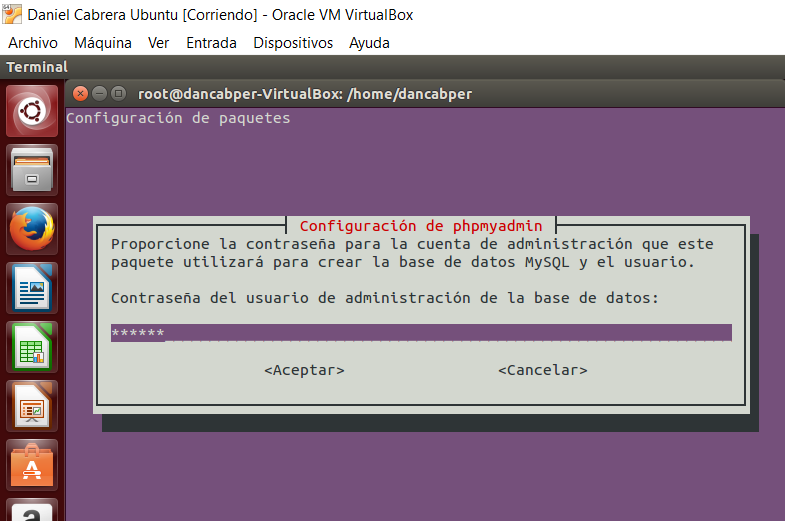 Daniel Cabrera Ubuntu [Corriendo] - Oracle VM VirtualBox
Archivo Máquina Ver Entrada Dispositivos Ayuda
Terminal
root@dancabper-VirtualBox: /home/dancabper
Configuración de paquetes
Configuración de phpmyadmin
Proporcione la contraseña para la cuenta de administración que este
paquete utilizará para crear la base de datos MySQL y el usuario.
Contraseña del usuario de administración de la base de datos:
******
<Aceptar> <Cancelar>